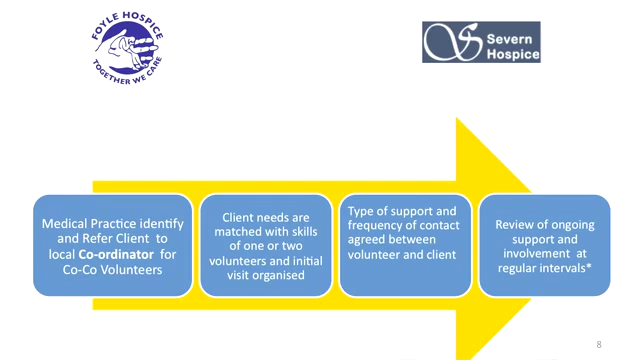 FOYLE HOSPICE
TOGETHER WE CARE
Severn
Hospice
Medical Practice identify
and Refer Client to
local Co-ordinator for
Co-Co Volunteers
Client needs are
matched with skills
of one or two
volunteers and initial
visit organised
Type of support and
frequency of contact
agreed between
volunteer and client
Review of ongoing
support and
involvement at
regular intervals*
8